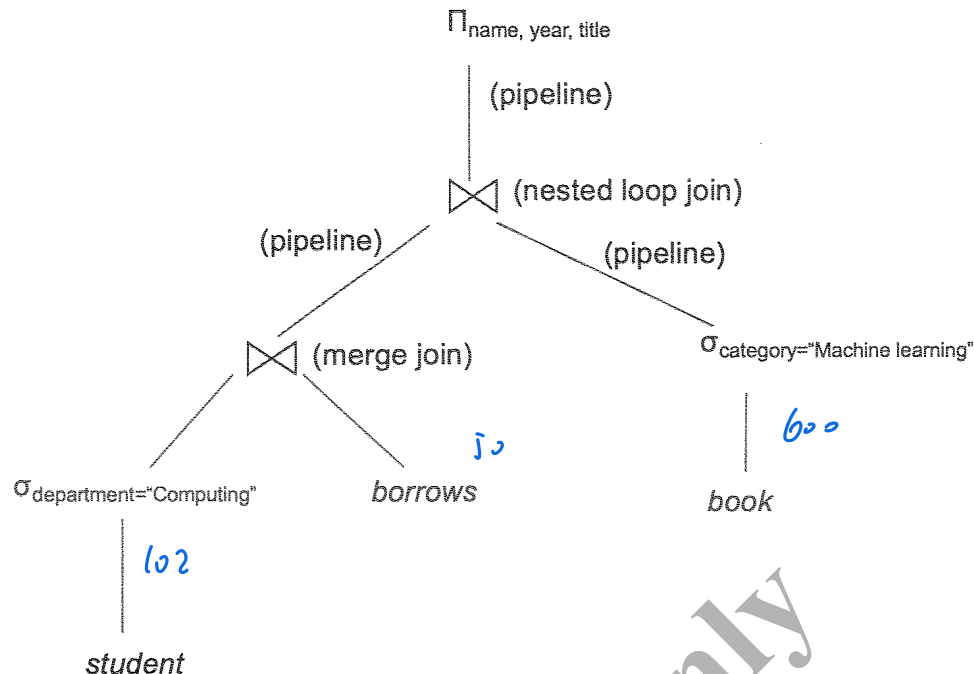 Πname, year, title
(pipeline)
⋈ (nested loop join)
(pipeline)
(pipeline)
⋈ (merge join)
σcategory="Machine learning"
600
50
σdepartment="Computing"
borrows
book
102
student
nly